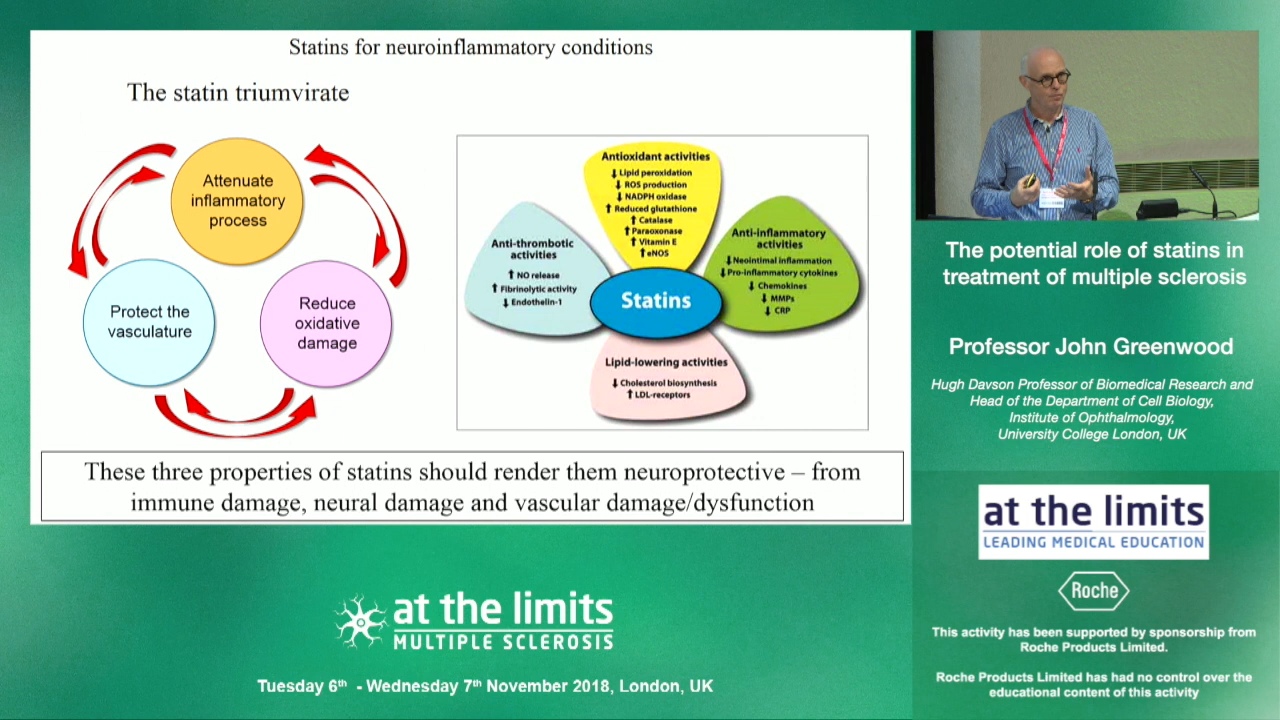 Statins for neuroinflammatory conditions
The statin triumvirate
Attenuate
inflammatory
process
Protect the
vasculature
Reduce
oxidative
damage
Antioxidant activities
↓ Lipid peroxidation
↓ ROS production
↓ NADPH oxidase
↑ Reduced glutathione
↑ Catalase
↑ Paraoxonase
↑ Vitamin E
↑ eNOS
Anti-thrombotic
activities
↑ NO release
↑ Fibrinolytic activity
↓ Endothelin-1
Anti-inflammatory
activities
↓ Neointimal inflammation
↓ Pro-inflammatory cytokines
↓ Chemokines
↓ MMPs
↓ CRP
Statins
Lipid-lowering activities
↓ Cholesterol biosynthesis
↑ LDL-receptors
These three properties of statins should render them neuroprotective – from
immune damage, neural damage and vascular damage/dysfunction
at the limits
MULTIPLE SCLEROSIS
Tuesday 6th - Wednesday 7th November 2018, London, UK
The potential role of statins in
treatment of multiple sclerosis
Professor John Greenwood
Hugh Davson Professor of Biomedical Research and
Head of the Department of Cell Biology,
Institute of Ophthalmology,
University College London, UK
at the limits
LEADING MEDICAL EDUCATION
Roche
This activity has been supported by sponsorship from
Roche Products Limited.
Roche Products Limited has had no control over the
educational content of this activity